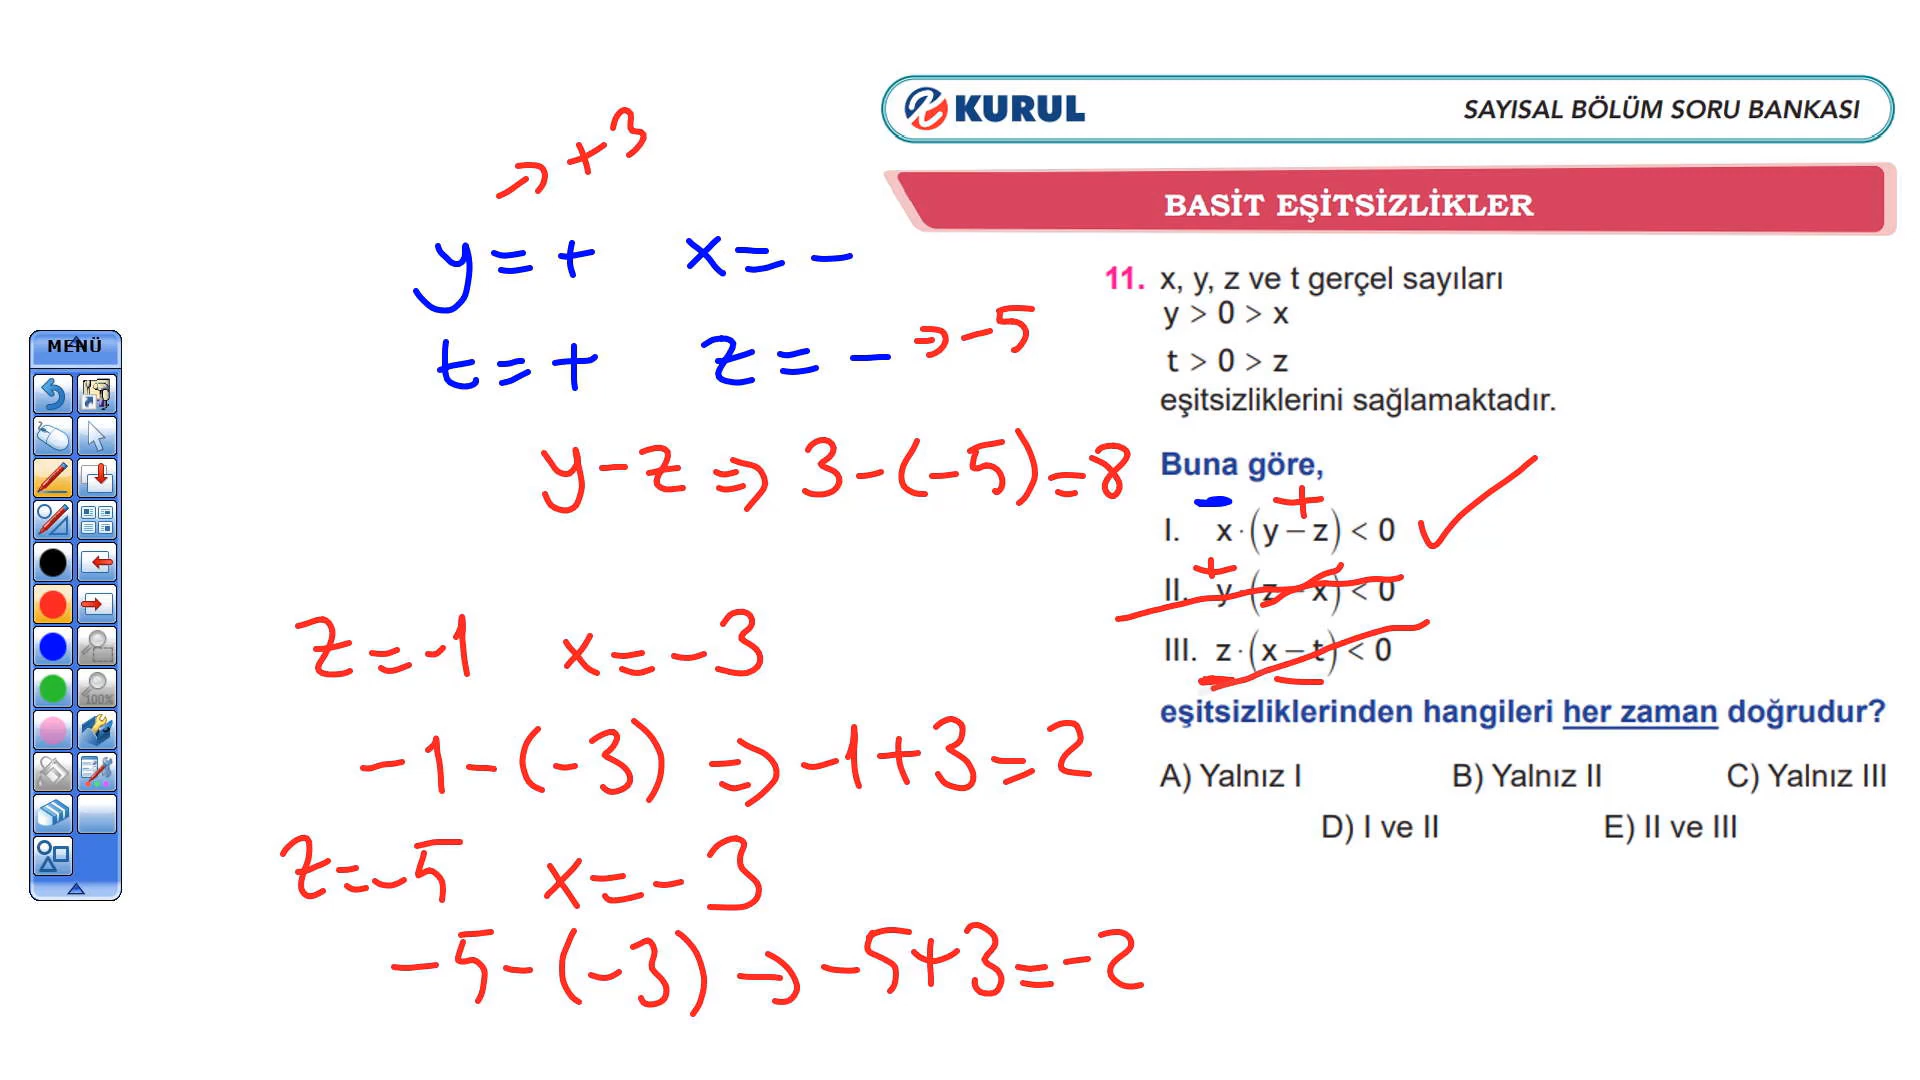 KURUL
SAYISAL BÖLÜM SORU BANKASI
BASİT EŞİTSİZLİKLER
11. x, y, z ve t gerçel sayıları
y > 0 > x
t > 0 > z
eşitsizliklerini sağlamaktadır.
Buna göre,
- +
I. x · (y – z) < 0 ✓
+
II. y · (z – x) < 0
III. z · (x – t) < 0
eşitsizliklerinden hangileri her zaman doğrudur?
A) Yalnız I B) Yalnız II C) Yalnız III
D) I ve II E) II ve III
⇒ +3
y = + x = -
t = + z = - ⇒ -5
y - z ⇒ 3 - (-5) = 8
z = -1 x = -3
-1 - (-3) ⇒ -1 + 3 = 2
z = -5 x = -3
-5 - (-3) ⇒ -5 + 3 = -2
MENÜ
100%